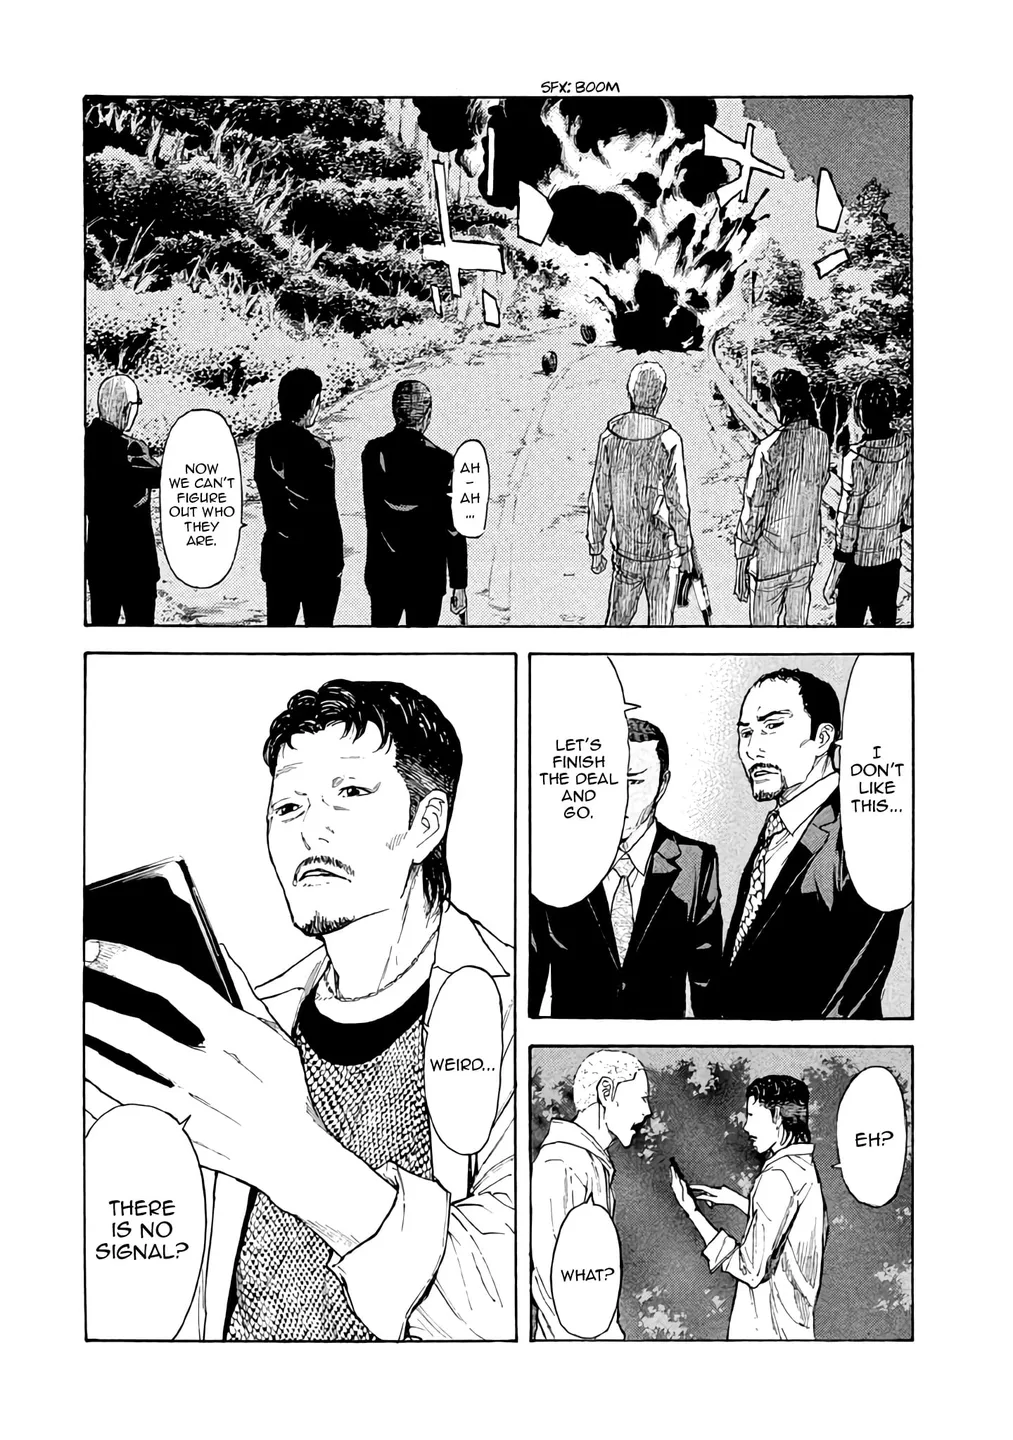 SFX: BOOM
AH
-
AH
...
NOW
WE CAN'T
FIGURE
OUT WHO
THEY
ARE.
I
DON'T
LIKE
THIS...
LET'S
FINISH
THE DEAL
AND
GO.
EH?
WHAT?
WEIRD...
THERE
IS NO
SIGNAL?